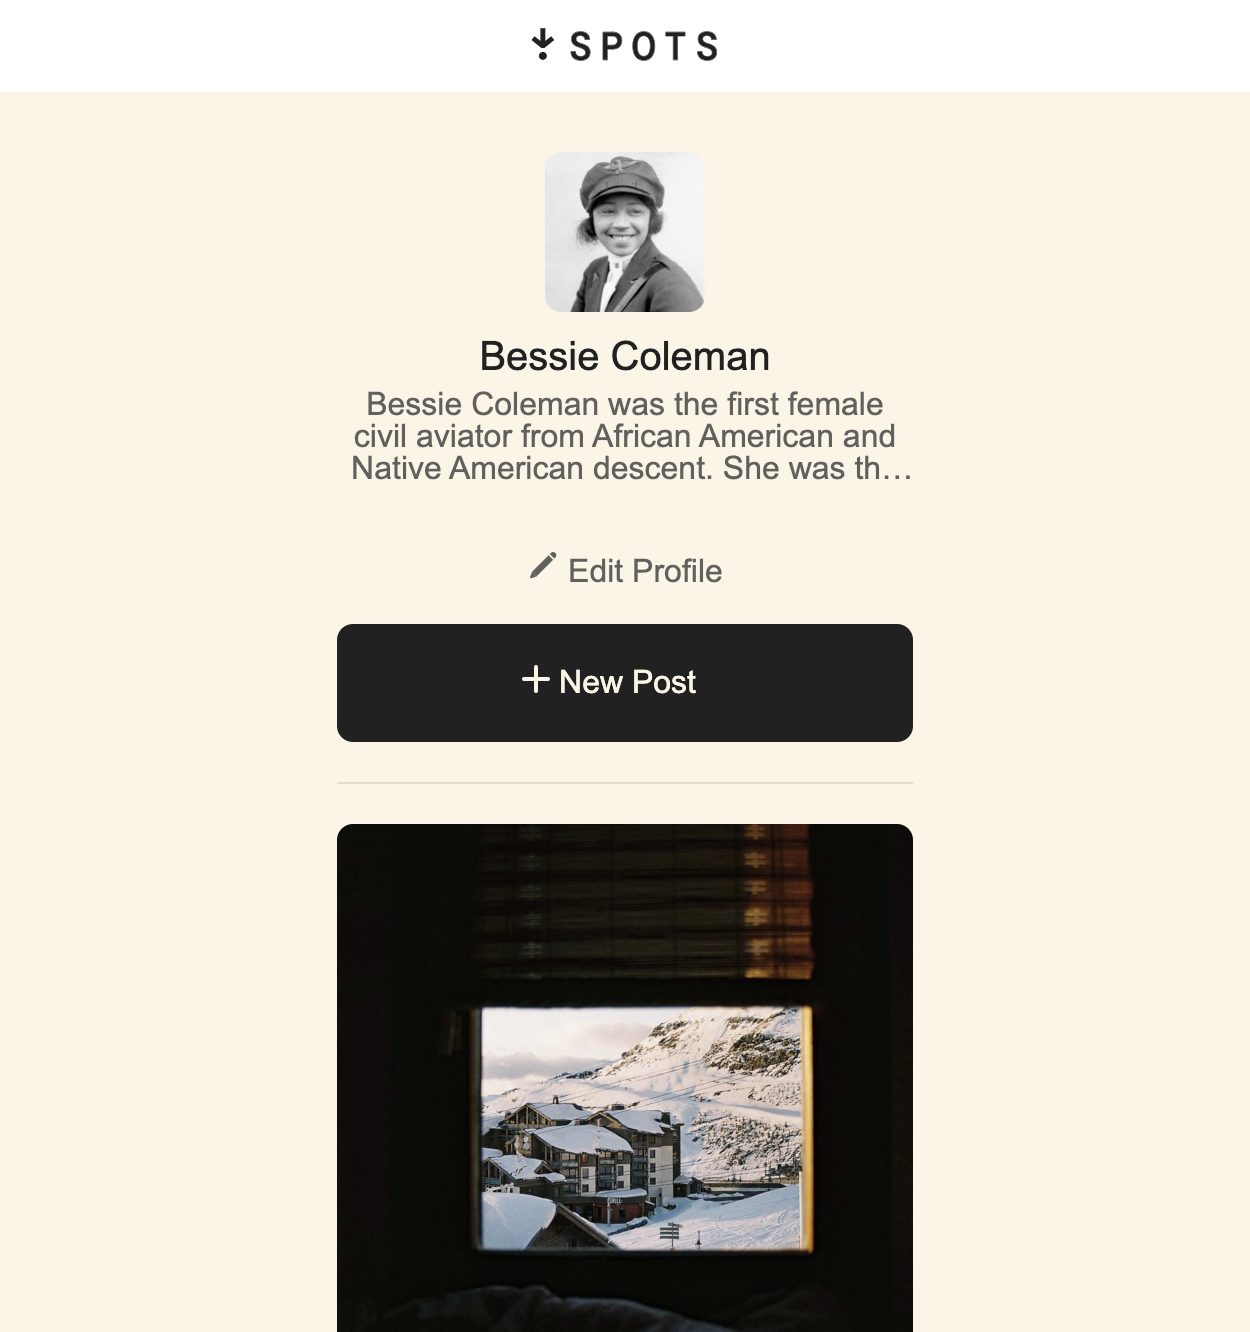 SPOTS
Bessie Coleman
Bessie Coleman was the first female
civil aviator from African American and
Native American descent. She was th…
Edit Profile
New Post